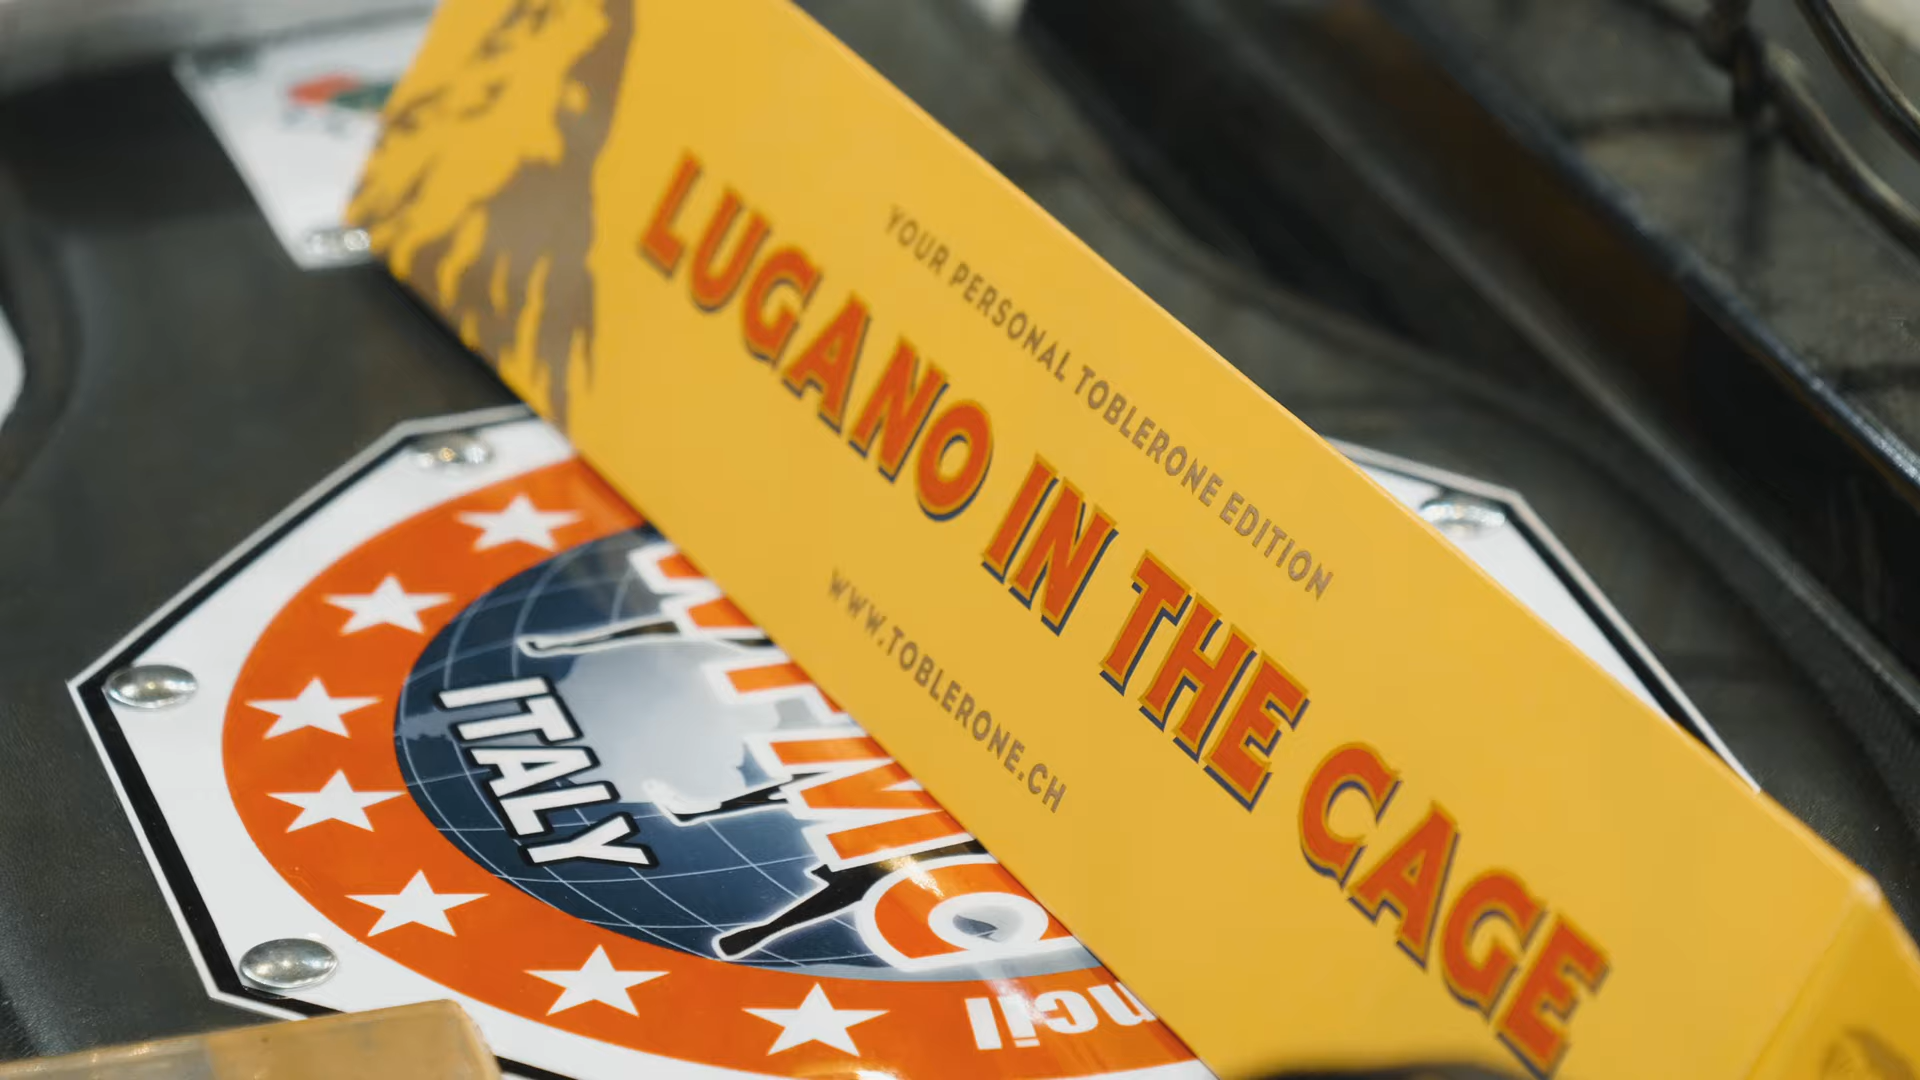 YOUR PERSONAL TOBLERONE EDITION
LUGANO IN THE CAGE
WWW.TOBLERONE.CH
ITALY